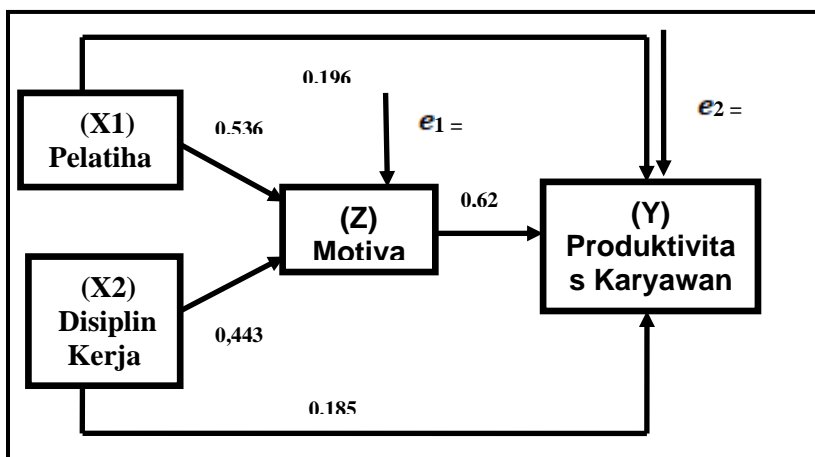 0.196
(X1)
Pelatiha
0.536
e1 =
e2 =
(Z)
Motiva
0.62
(Y)
Produktivita
s Karyawan
(X2)
Disiplin
Kerja
0,443
0.185